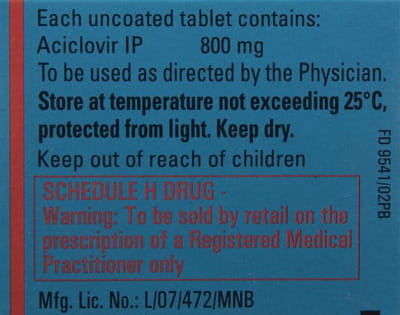 Each uncoated tablet contains:
Aciclovir IP 800 mg
To be used as directed by the Physician.
Store at temperature not exceeding 25°C,
protected from light. Keep dry.
Keep out of reach of children
SCHEDULE H DRUG -
Warning: To be sold by retail on the
prescription of a Registered Medical
Practitioner only
Mfg. Lic. No.: L/07/472/MNB
FD 9541/02PB